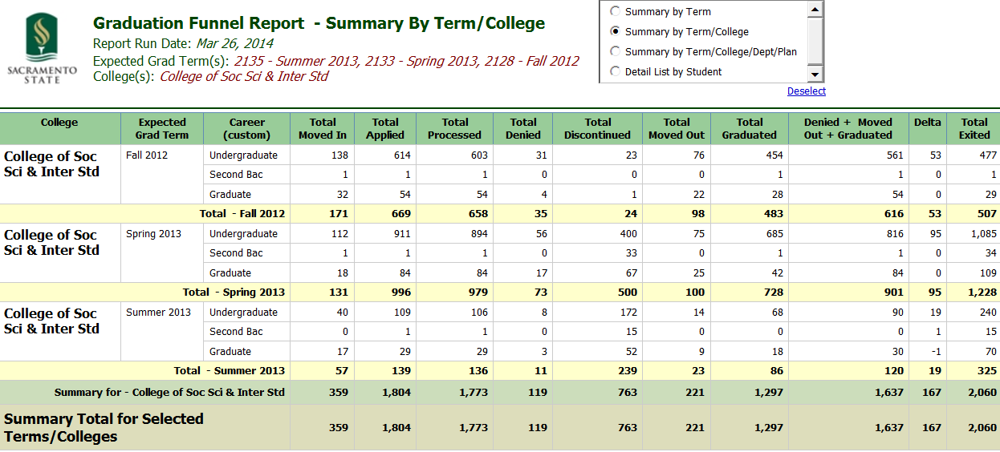 SACRAMENTO
STATE
Graduation Funnel Report - Summary By Term/College
Report Run Date: Mar 26, 2014
Expected Grad Term(s): 2135 - Summer 2013, 2133 - Spring 2013, 2128 - Fall 2012
College(s): College of Soc Sci & Inter Std
Summary by Term
Summary by Term/College
Summary by Term/College/Dept/Plan
Detail List by Student
Deselect
College Expected Grad Term Career (custom) Total Moved In Total Applied Total Processed Total Denied Total Discontinued Total Moved Out Total Graduated Denied + Moved Out + Graduated Delta Total Exited
College of Soc Sci & Inter Std Fall 2012 Undergraduate 138 614 603 31 23 76 454 561 53 477
Second Bac 1 1 1 0 0 0 1 1 0 1
Graduate 32 54 54 4 1 22 28 54 0 29
Total - Fall 2012 171 669 658 35 24 98 483 616 53 507
College of Soc Sci & Inter Std Spring 2013 Undergraduate 112 911 894 56 400 75 685 816 95 1,085
Second Bac 1 1 1 0 33 0 1 1 0 34
Graduate 18 84 84 17 67 25 42 84 0 109
Total - Spring 2013 131 996 979 73 500 100 728 901 95 1,228
College of Soc Sci & Inter Std Summer 2013 Undergraduate 40 109 106 8 172 14 68 90 19 240
Second Bac 0 1 1 0 15 0 0 0 1 15
Graduate 17 29 29 3 52 9 18 30 -1 70
Total - Summer 2013 57 139 136 11 239 23 86 120 19 325
Summary for - College of Soc Sci & Inter Std 359 1,804 1,773 119 763 221 1,297 1,637 167 2,060
Summary Total for Selected Terms/Colleges 359 1,804 1,773 119 763 221 1,297 1,637 167 2,060